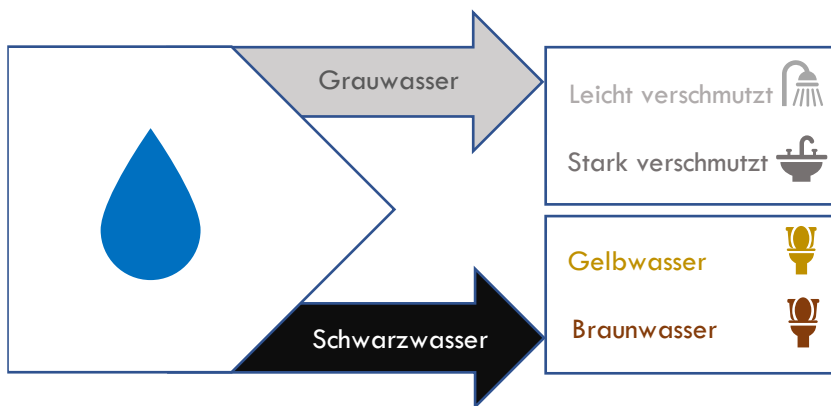 Grauwasser
Leicht verschmutzt
Stark verschmutzt
Gelbwasser
Schwarzwasser
Braunwasser